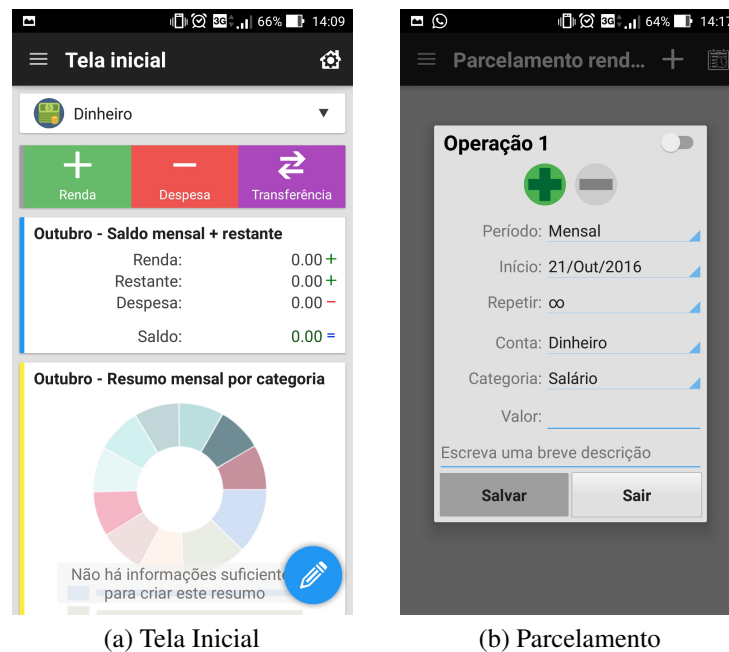 3G 66% 14:09
Tela inicial
Dinheiro
Renda Despesa Transferência
Outubro - Saldo mensal + restante
Renda: 0.00 +
Restante: 0.00 +
Despesa: 0.00 −
Saldo: 0.00 =
Outubro - Resumo mensal por categoria
Não há informações suficiente
para criar este resumo
(a) Tela Inicial
3G 64% 14:17
Parcelamento rend...
Operação 1
Período: Mensal
Início: 21/Out/2016
Repetir: ∞
Conta: Dinheiro
Categoria: Salário
Valor:
Escreva uma breve descrição
Salvar Sair
(b) Parcelamento